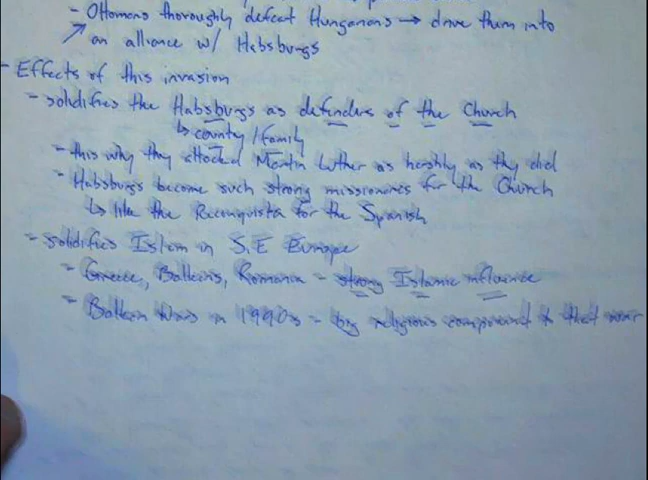 - Ottomans thoroughly defeat Hungarians → drive them into
an alliance w/ Habsburgs
- Effects of this invasion
- solidifies the Habsburgs as defenders of the Church
↳ county/family
- this why they attacked Martin Luther as harshly as they did
- Habsburgs become such strong missionaries for the Church
↳ like the Reconquista for the Spanish
- solidifies Islam in S.E Europe
- Greece, Balkans, Romania - strong Islamic influence
- Balkan Wars in 1990s - big religious component to that war